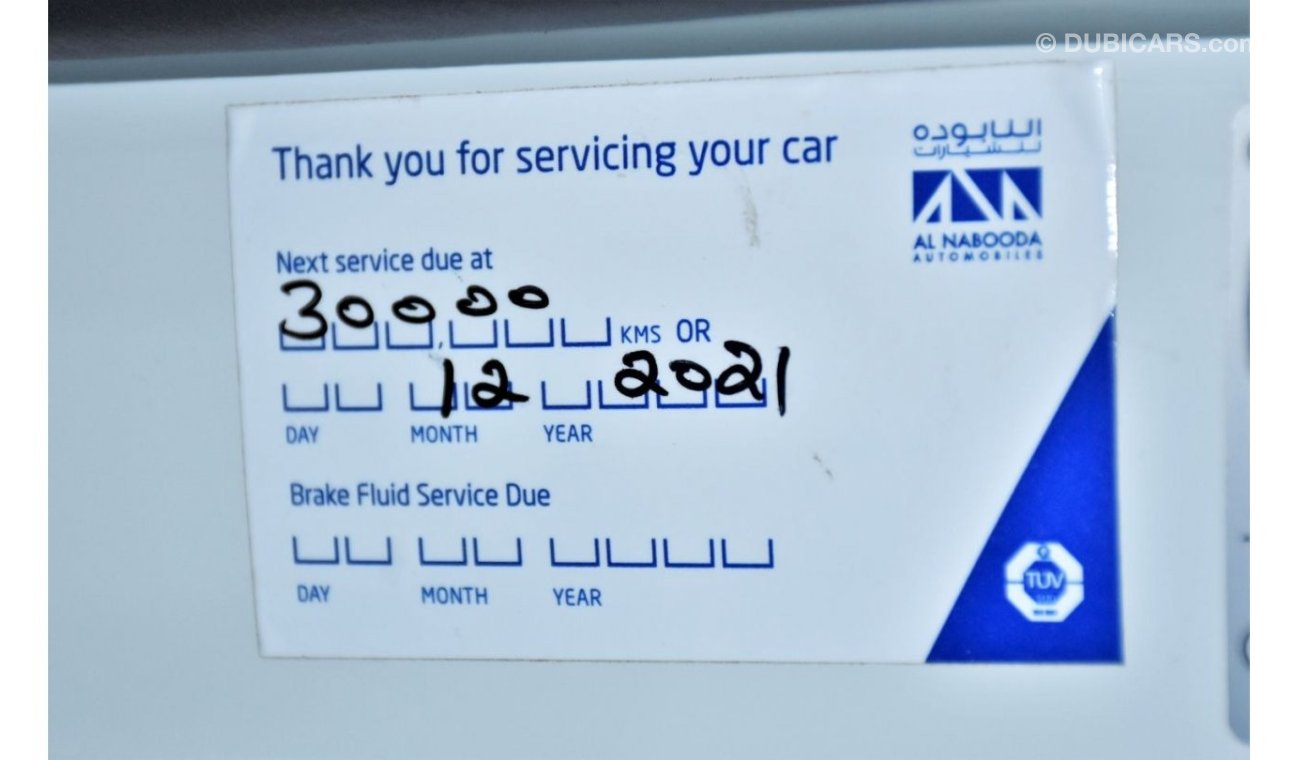 © DUBICARS.com
Thank you for servicing your car
النابوده
للسيارات
AL NABOODA
AUTOMOBILES
Next service due at
30000
, KMS OR
12 2021
DAY MONTH YEAR
Brake Fluid Service Due
DAY MONTH YEAR
TÜV